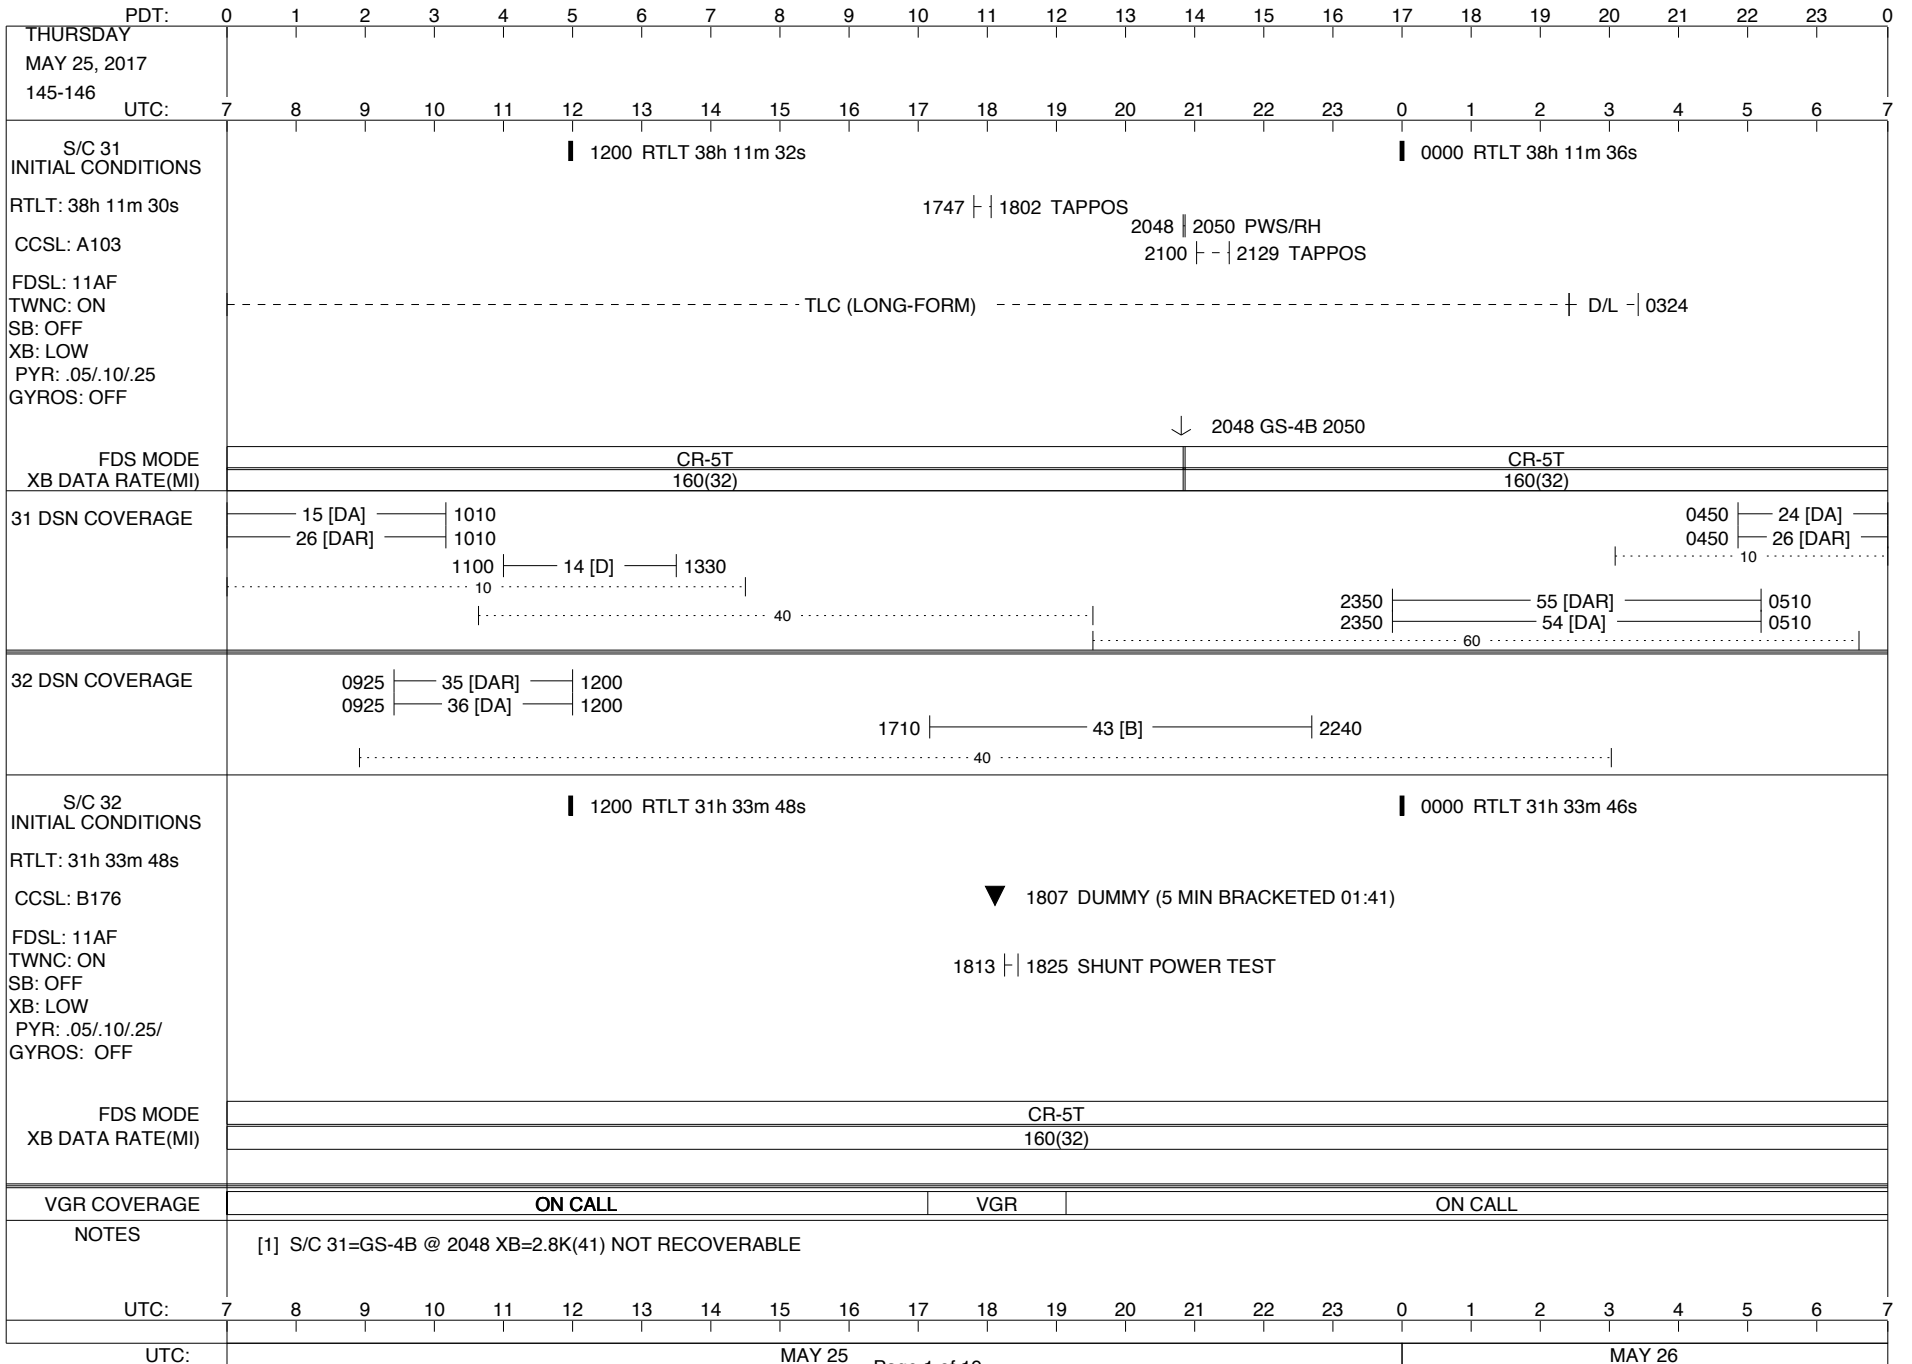 PDT: 0 1 2 3 4 5 6 7 8 9 10 11 12 13 14 15 16 17 18 19 20 21 22 23 0
THURSDAY
MAY 25, 2017
145-146
UTC: 7 8 9 10 11 12 13 14 15 16 17 18 19 20 21 22 23 0 1 2 3 4 5 6 7
S/C 31
INITIAL CONDITIONS
1200 RTLT 38h 11m 32s
0000 RTLT 38h 11m 36s
RTLT: 38h 11m 30s
1747 1802 TAPPOS
2048 2050 PWS/RH
CCSL: A103
2100 2129 TAPPOS
FDSL: 11AF
TWNC: ON
TLC (LONG-FORM) D/L 0324
SB: OFF
XB: LOW
PYR: .05/.10/.25
GYROS: OFF
2048 GS-4B 2050
FDS MODE CR-5T CR-5T
XB DATA RATE(MI) 160(32) 160(32)
31 DSN COVERAGE
15 [DA] 1010 0450 24 [DA]
26 [DAR] 1010 0450 26 [DAR]
10
1100 14 [D] 1330
10
2350 55 [DAR] 0510
40
2350 54 [DA] 0510
60
32 DSN COVERAGE
0925 35 [DAR] 1200
0925 36 [DA] 1200
1710 43 [B] 2240
40
S/C 32
INITIAL CONDITIONS
1200 RTLT 31h 33m 48s
0000 RTLT 31h 33m 46s
RTLT: 31h 33m 48s
CCSL: B176
1807 DUMMY (5 MIN BRACKETED 01:41)
FDSL: 11AF
TWNC: ON
1813 1825 SHUNT POWER TEST
SB: OFF
XB: LOW
PYR: .05/.10/.25/
GYROS: OFF
FDS MODE CR-5T
XB DATA RATE(MI) 160(32)
VGR COVERAGE ON CALL VGR ON CALL
NOTES
[1] S/C 31=GS-4B @ 2048 XB=2.8K(41) NOT RECOVERABLE
UTC: 7 8 9 10 11 12 13 14 15 16 17 18 19 20 21 22 23 0 1 2 3 4 5 6 7
UTC: MAY 25 MAY 26